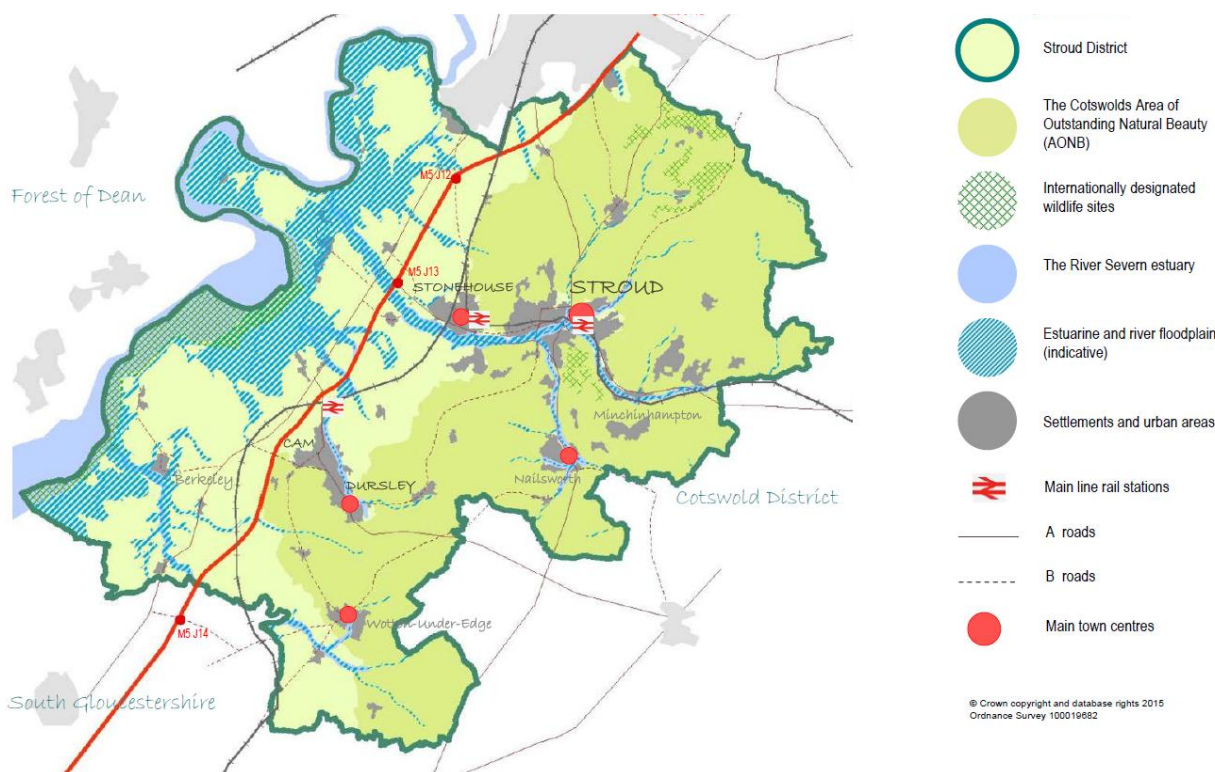 Forest of Dean
M5 J12
M5 J13
STONEHOUSE
STROUD
Minchinhampton
CAM
Berkeley
DURSLEY
Nailsworth
Cotswold District
Wotton-Under-Edge
M5 J14
South Gloucestershire
Stroud District
The Cotswolds Area of
Outstanding Natural Beauty
(AONB)
Internationally designated
wildlife sites
The River Severn estuary
Estuarine and river floodplain
(indicative)
Settlements and urban areas
Main line rail stations
A roads
B roads
Main town centres
© Crown copyright and database rights 2015
Ordnance Survey 100019682